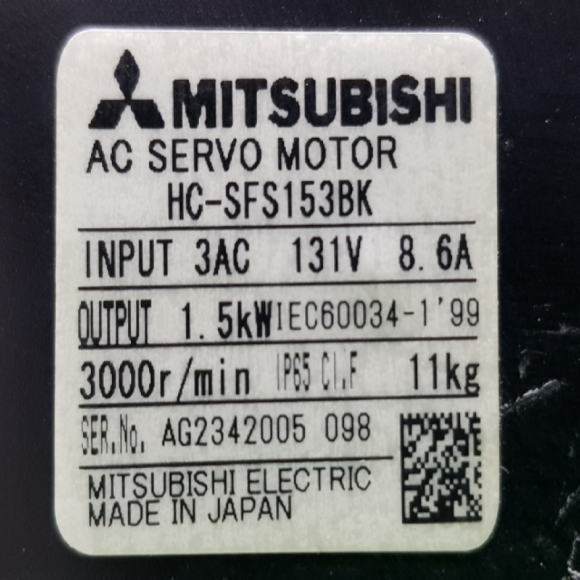 MITSUBISHI
AC SERVO MOTOR
HC-SFS153BK
INPUT 3AC 131V 8.6A
OUTPUT 1.5kW IEC60034-1'99
3000r/min IP65 Cl.F 11kg
SER.No. AG2342005 098
MITSUBISHI ELECTRIC
MADE IN JAPAN